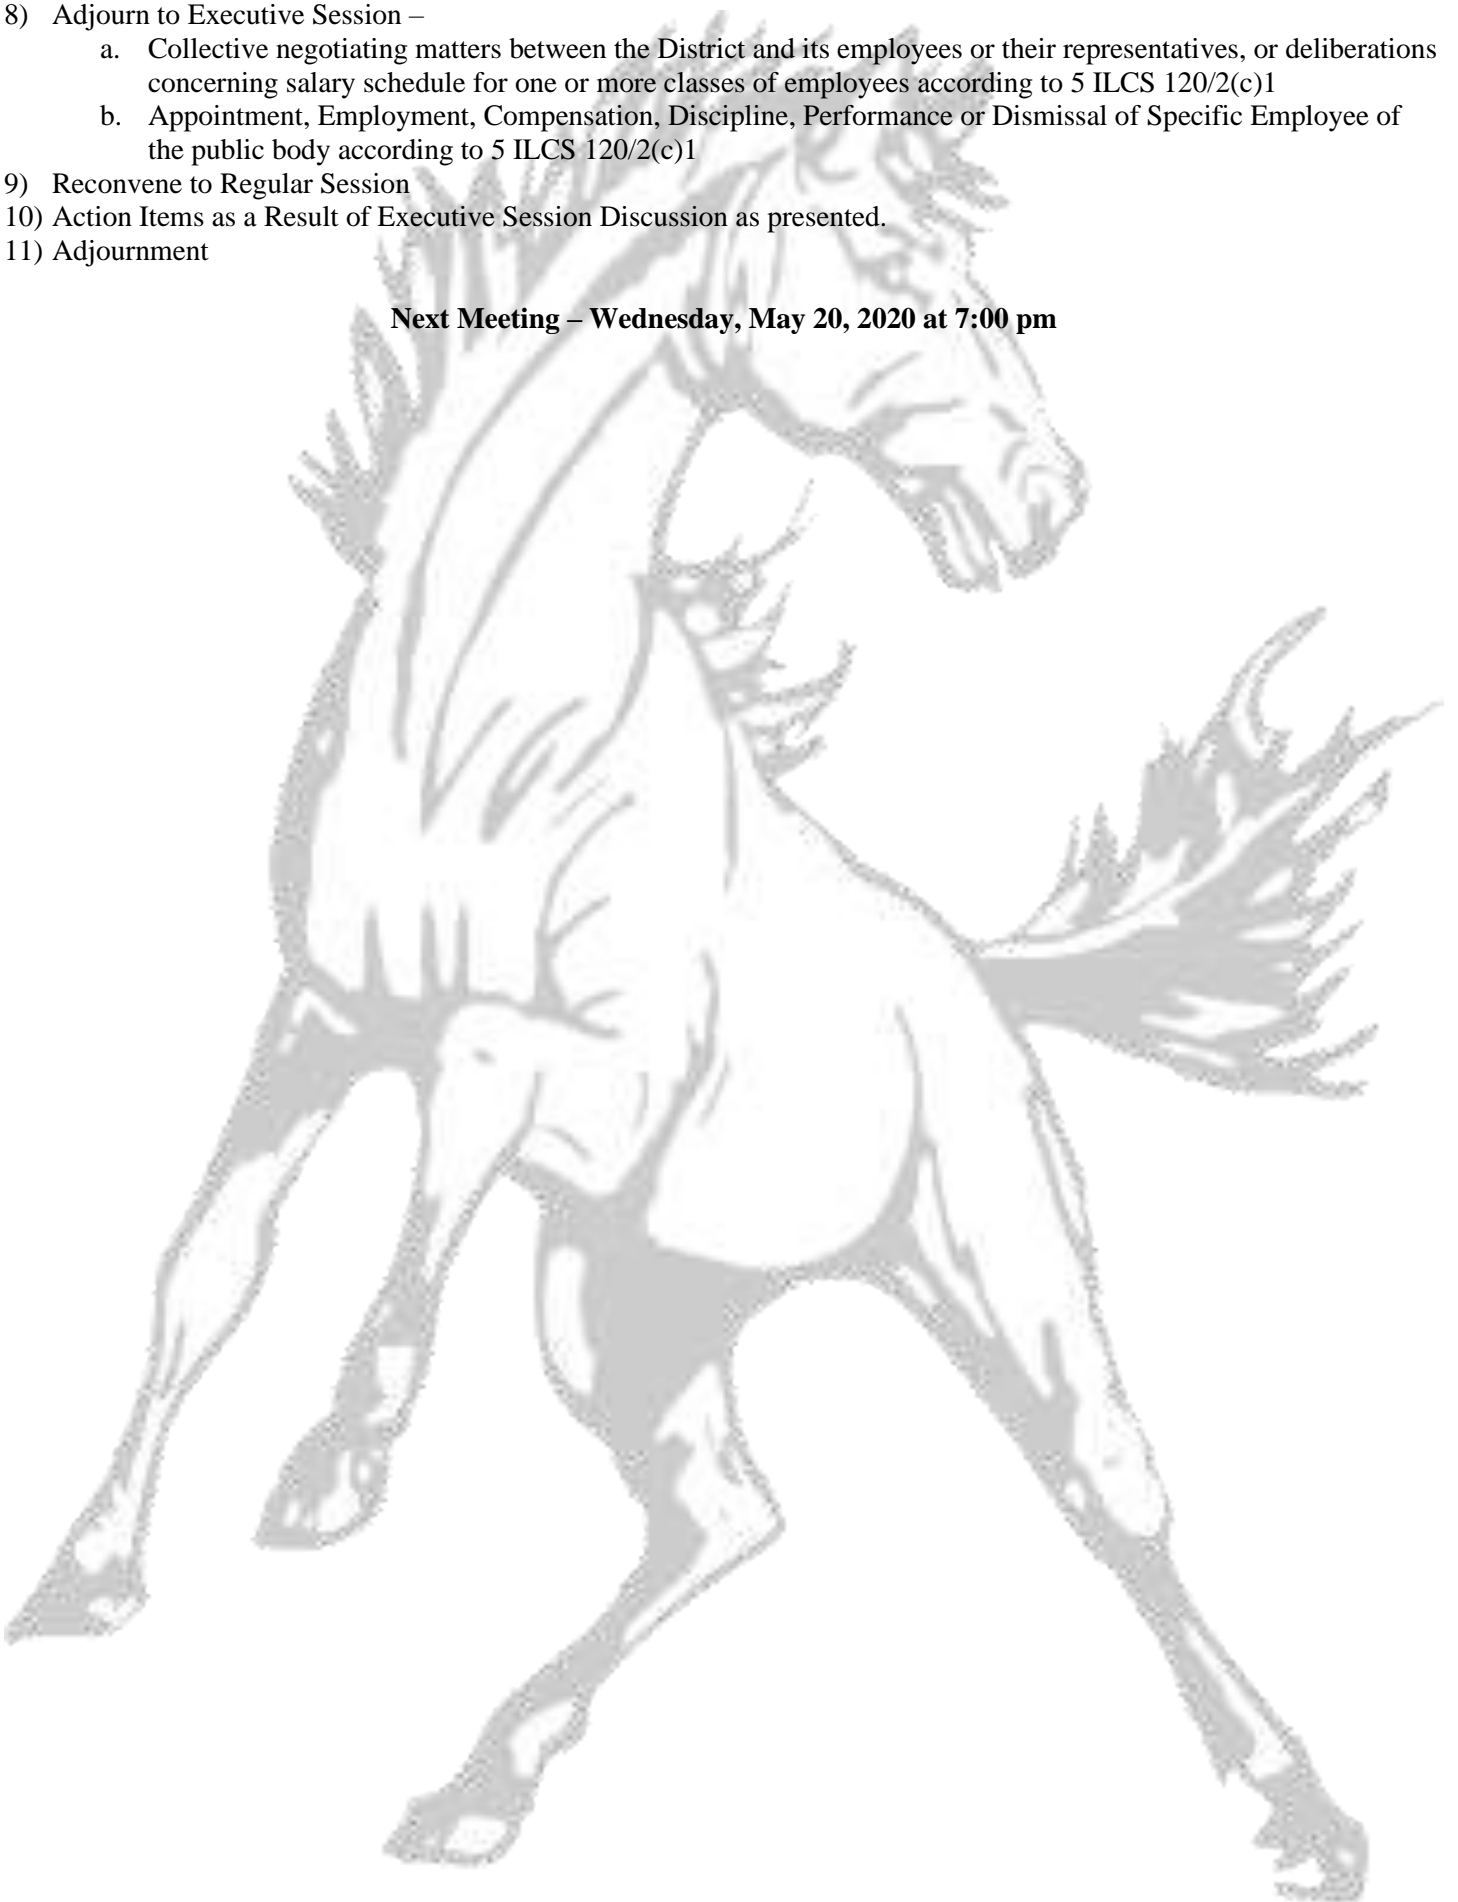 8) Adjourn to Executive Session –
a. Collective negotiating matters between the District and its employees or their representatives, or deliberations
concerning salary schedule for one or more classes of employees according to 5 ILCS 120/2(c)1
b. Appointment, Employment, Compensation, Discipline, Performance or Dismissal of Specific Employee of
the public body according to 5 ILCS 120/2(c)1
9) Reconvene to Regular Session
10) Action Items as a Result of Executive Session Discussion as presented.
11) Adjournment
Next Meeting – Wednesday, May 20, 2020 at 7:00 pm